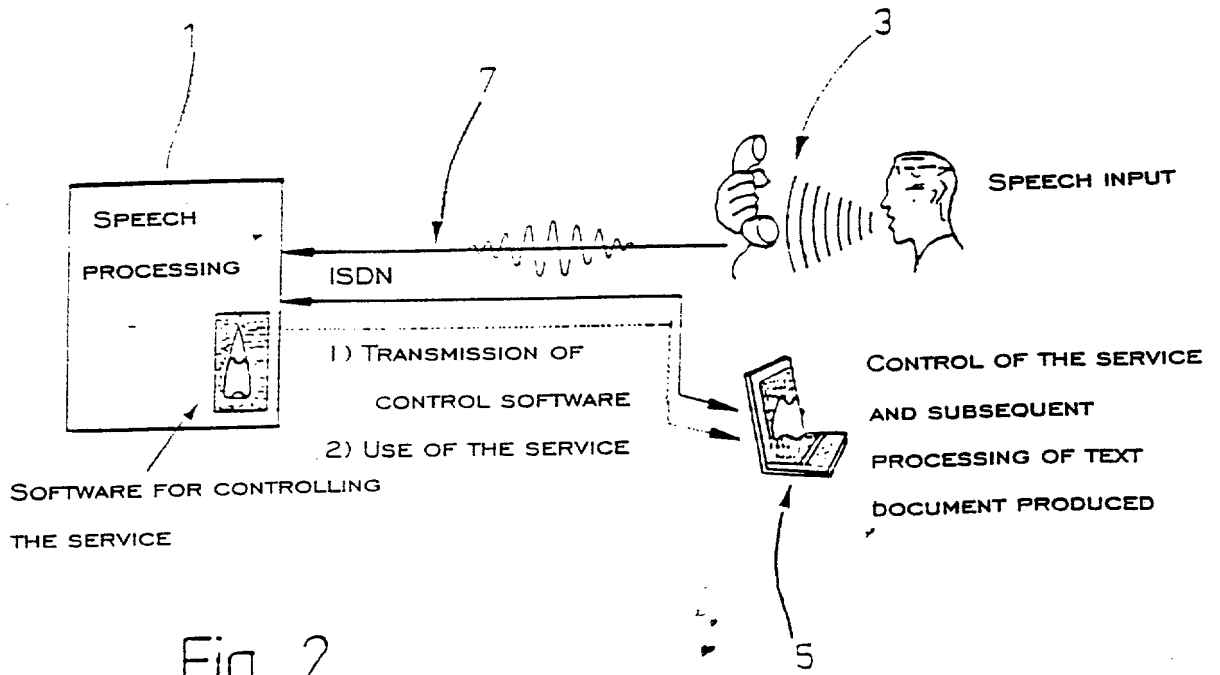 1
3
7
SPEECH INPUT
SPEECH
PROCESSING
ISDN
1) TRANSMISSION OF
CONTROL SOFTWARE
2) USE OF THE SERVICE
CONTROL OF THE SERVICE
AND SUBSEQUENT
PROCESSING OF TEXT
DOCUMENT PRODUCED
SOFTWARE FOR CONTROLLING
THE SERVICE
5
Fig. 2